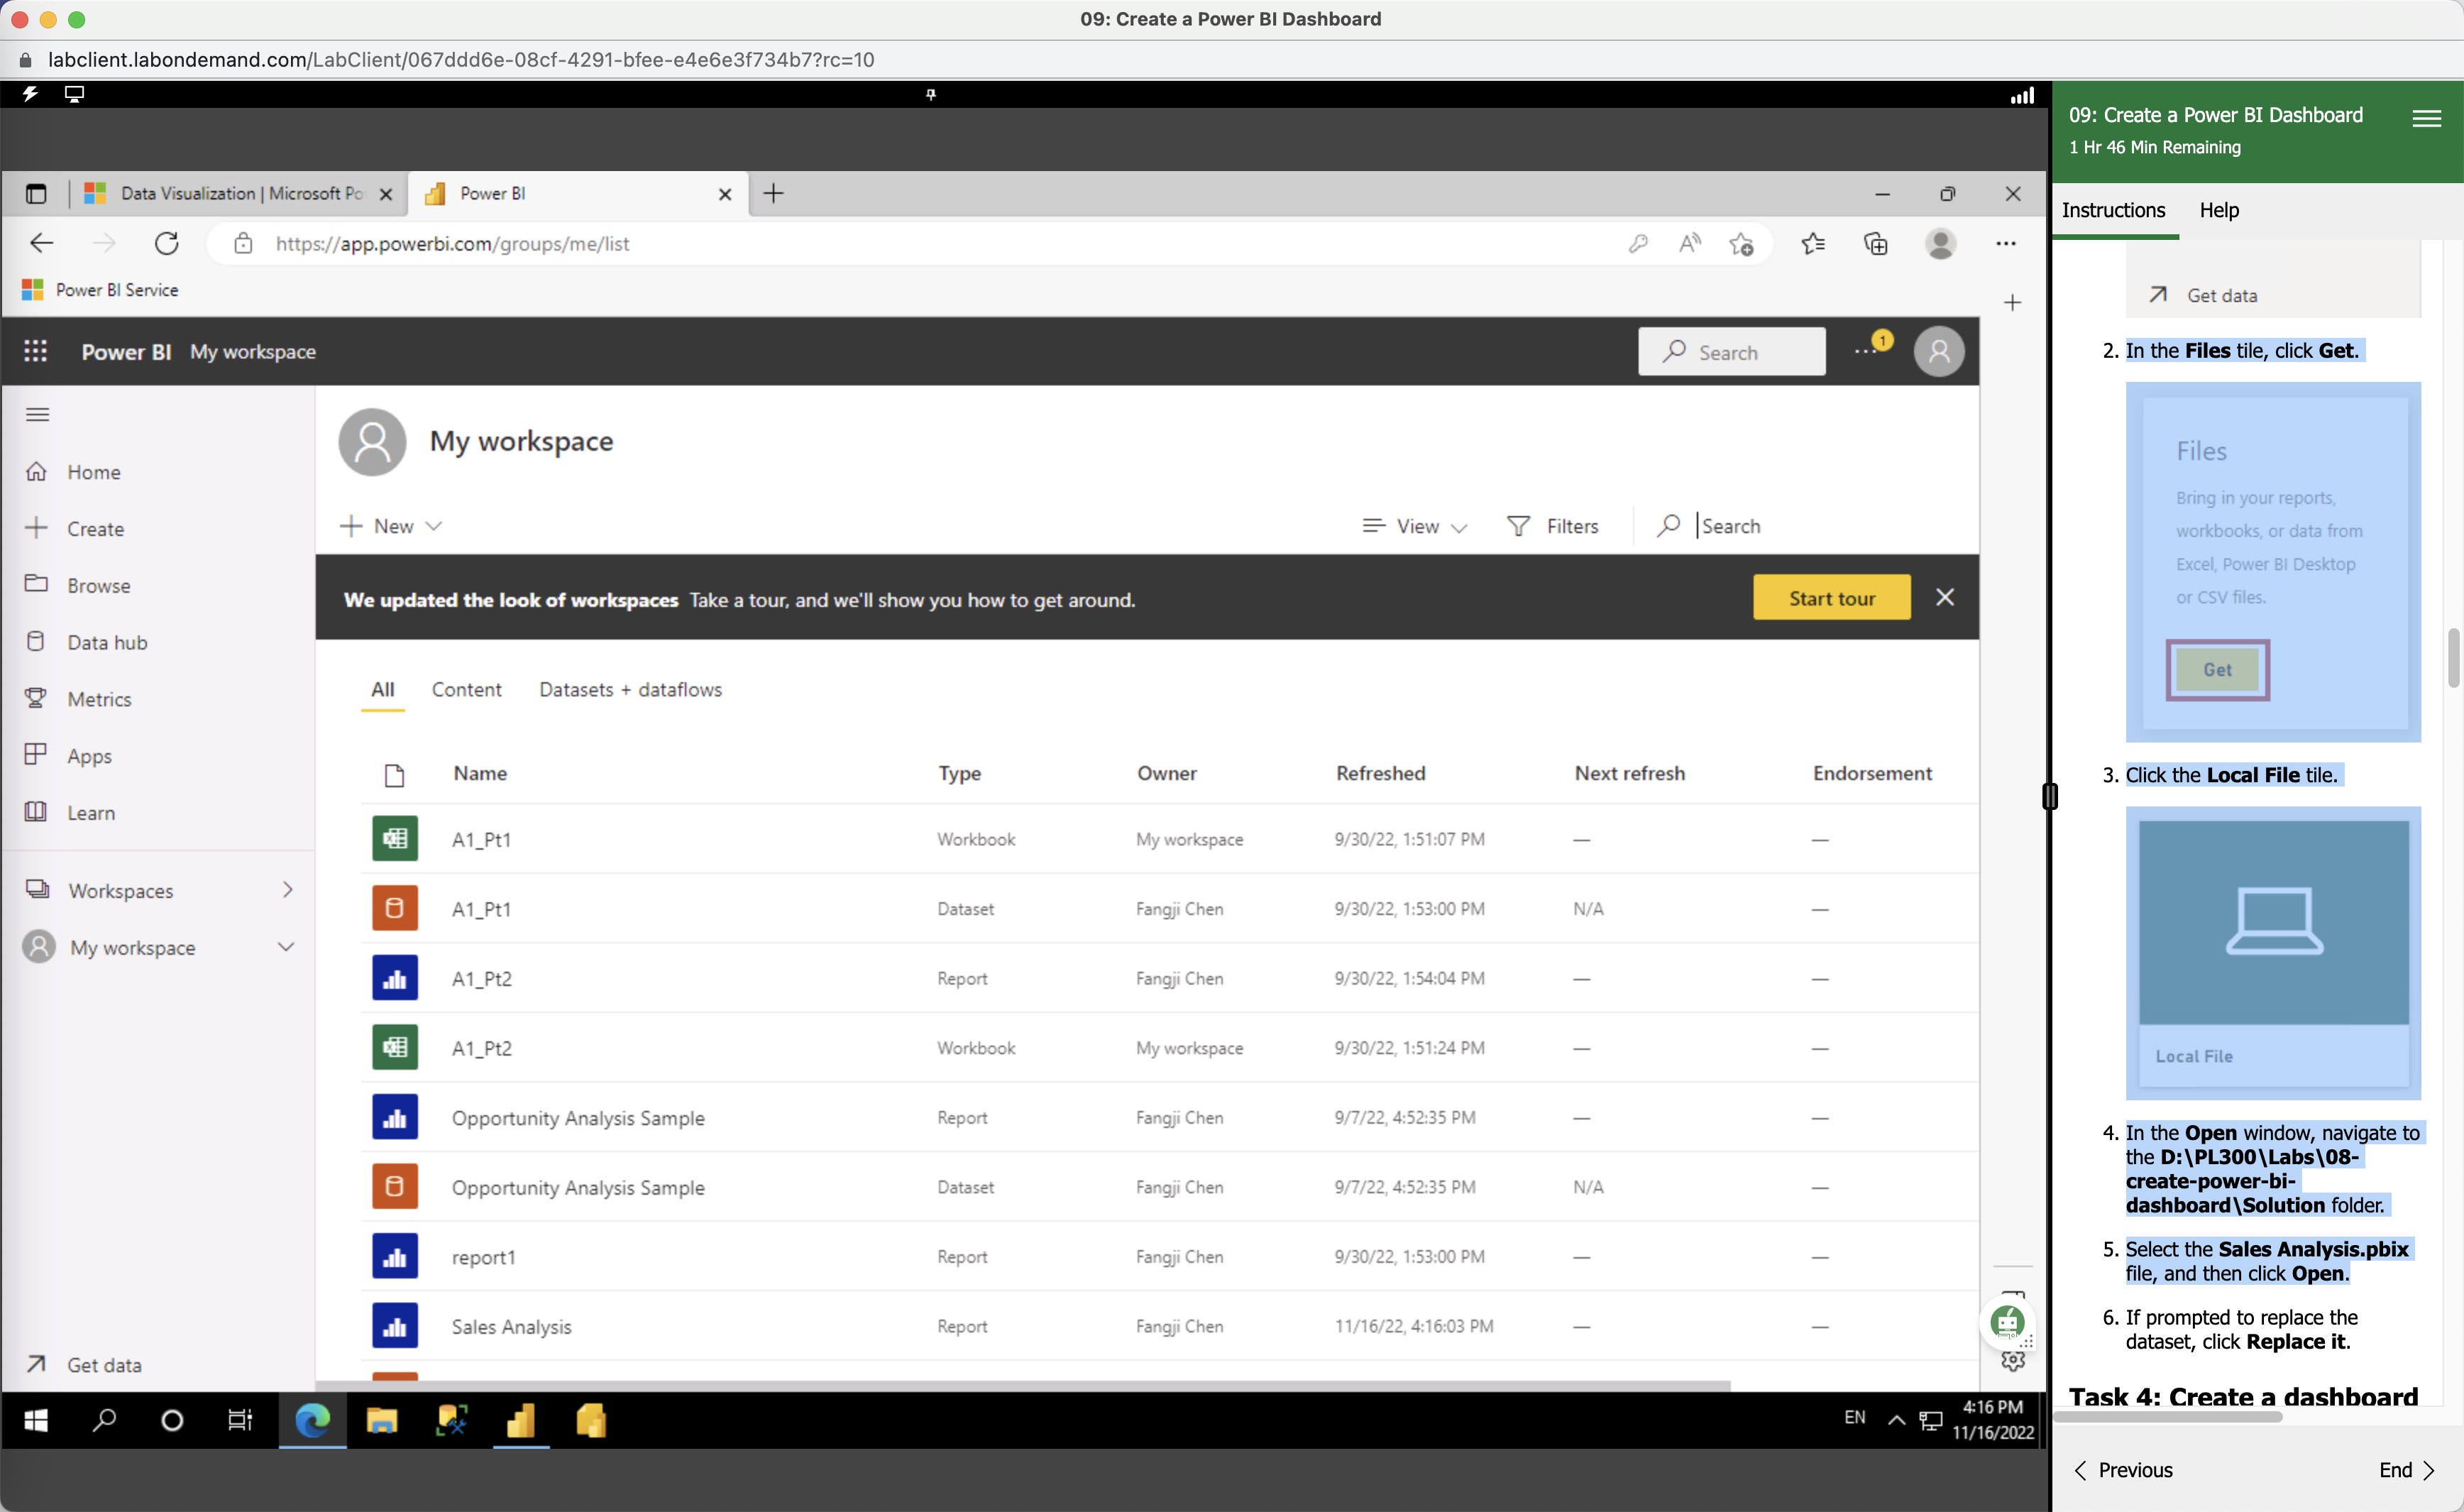 09: Create a Power BI Dashboard
labclient.labondemand.com/LabClient/067ddd6e-08cf-4291-bfee-e4e6e3f734b7?rc=10
Data Visualization | Microsoft Po
Power BI
https://app.powerbi.com/groups/me/list
Power BI Service
Power BI My workspace
Search
1
Home
Create
Browse
Data hub
Metrics
Apps
Learn
Workspaces
My workspace
Get data
My workspace
New
View
Filters
Search
We updated the look of workspaces Take a tour, and we'll show you how to get around.
Start tour
All Content Datasets + dataflows
Name Type Owner Refreshed Next refresh Endorsement
A1_Pt1 Workbook My workspace 9/30/22, 1:51:07 PM — —
A1_Pt1 Dataset Fangji Chen 9/30/22, 1:53:00 PM N/A —
A1_Pt2 Report Fangji Chen 9/30/22, 1:54:04 PM — —
A1_Pt2 Workbook My workspace 9/30/22, 1:51:24 PM — —
Opportunity Analysis Sample Report Fangji Chen 9/7/22, 4:52:35 PM — —
Opportunity Analysis Sample Dataset Fangji Chen 9/7/22, 4:52:35 PM N/A —
report1 Report Fangji Chen 9/30/22, 1:53:00 PM — —
Sales Analysis Report Fangji Chen 11/16/22, 4:16:03 PM — —
EN
4:16 PM
11/16/2022
09: Create a Power BI Dashboard
1 Hr 46 Min Remaining
Instructions Help
Get data
2. In the Files tile, click Get.
Files
Bring in your reports,
workbooks, or data from
Excel, Power BI Desktop
or CSV files.
Get
3. Click the Local File tile.
Local File
4. In the Open window, navigate to
the D:\PL300\Labs\08-
create-power-bi-
dashboard\Solution folder.
5. Select the Sales Analysis.pbix
file, and then click Open.
6. If prompted to replace the
dataset, click Replace it.
Task 4: Create a dashboard
Previous
End